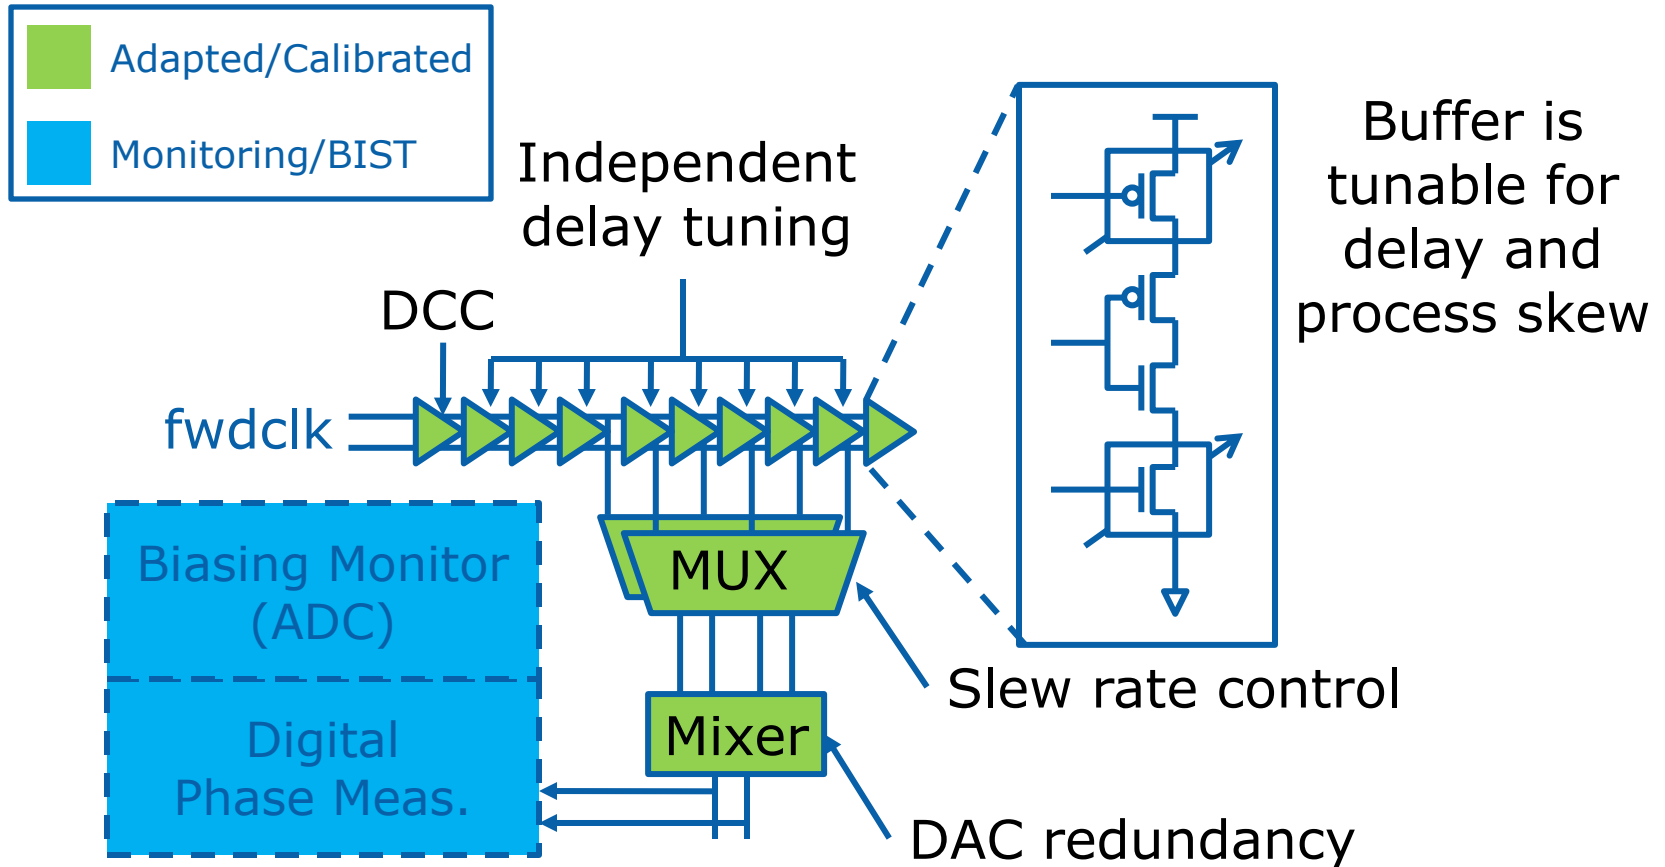 Adapted/Calibrated
Monitoring/BIST
Independent
delay tuning
DCC
fwdclk
Buffer is
tunable for
delay and
process skew
Biasing Monitor
(ADC)
Digital
Phase Meas.
MUX
Mixer
Slew rate control
DAC redundancy